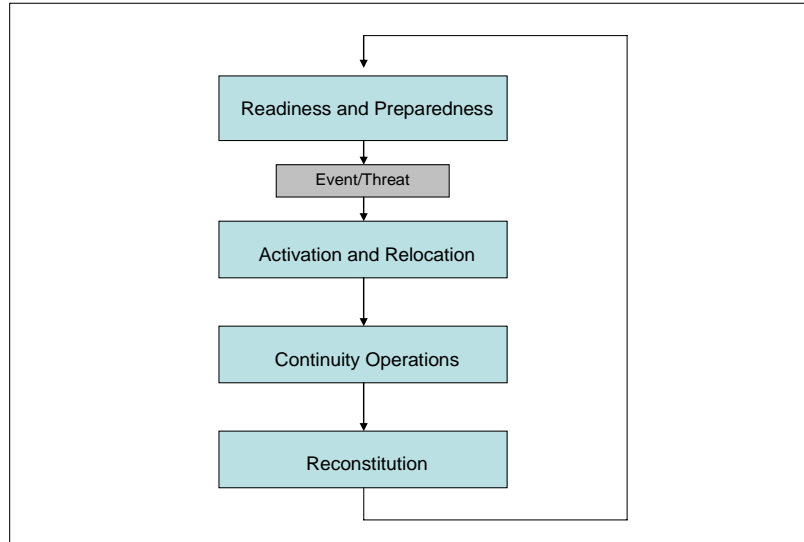 Readiness and Preparedness
Event/Threat
Activation and Relocation
Continuity Operations
Reconstitution